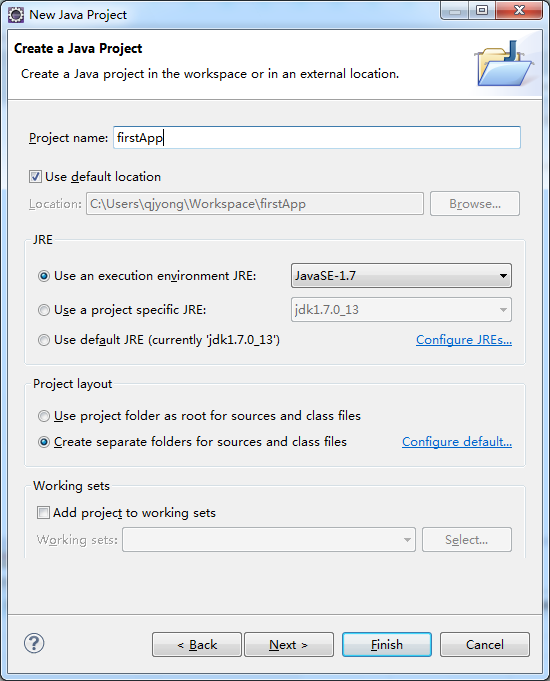 New Java Project
Create a Java Project
Create a Java project in the workspace or in an external location.
Project name: firstApp
Use default location
Location: C:\Users\qjyong\Workspace\firstApp Browse...
JRE
Use an execution environment JRE: JavaSE-1.7
Use a project specific JRE: jdk1.7.0_13
Use default JRE (currently 'jdk1.7.0_13') Configure JREs...
Project layout
Use project folder as root for sources and class files
Create separate folders for sources and class files Configure default...
Working sets
Add project to working sets
Working sets: Select...
? < Back Next > Finish Cancel